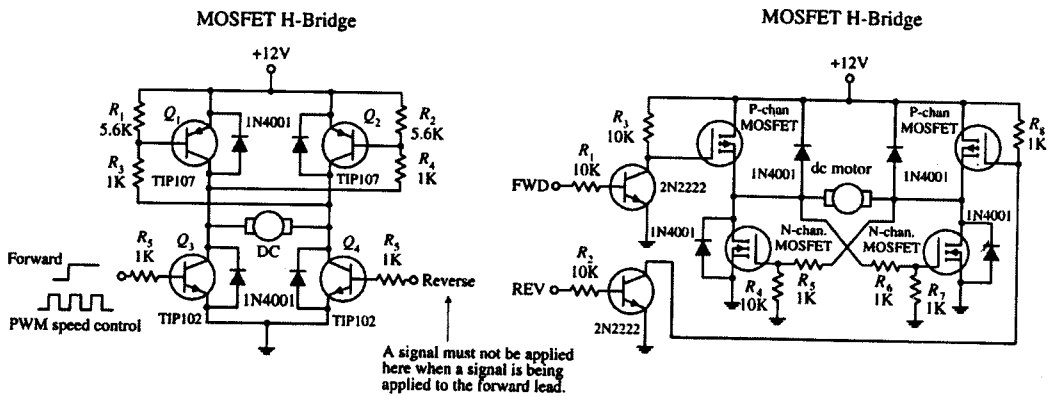 MOSFET H-Bridge
+12V
R1
5.6K
Q1
1N4001
Q2
R2
5.6K
R3
1K
R4
1K
TIP107
TIP107
DC
R5
1K
Q3
Q4
R5
1K
Forward
Reverse
1N4001
PWM speed control
TIP102
TIP102
A signal must not be applied
here when a signal is being
applied to the forward lead.
MOSFET H-Bridge
+12V
R3
10K
P-chan
MOSFET
P-chan
MOSFET
R8
1K
R1
10K
FWD
2N2222
1N4001
dc motor
1N4001
1N4001
N-chan.
MOSFET
N-chan.
MOSFET
1N4001
R2
10K
REV
2N2222
R4
10K
R5
1K
R6
1K
R7
1K